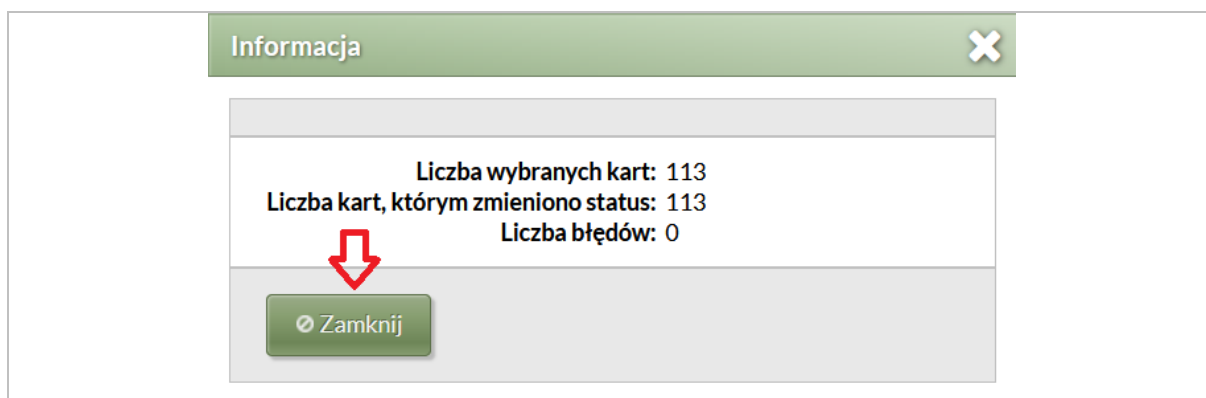 Informacja
Liczba wybranych kart: 113
Liczba kart, którym zmieniono status: 113
Liczba błędów: 0
Zamknij